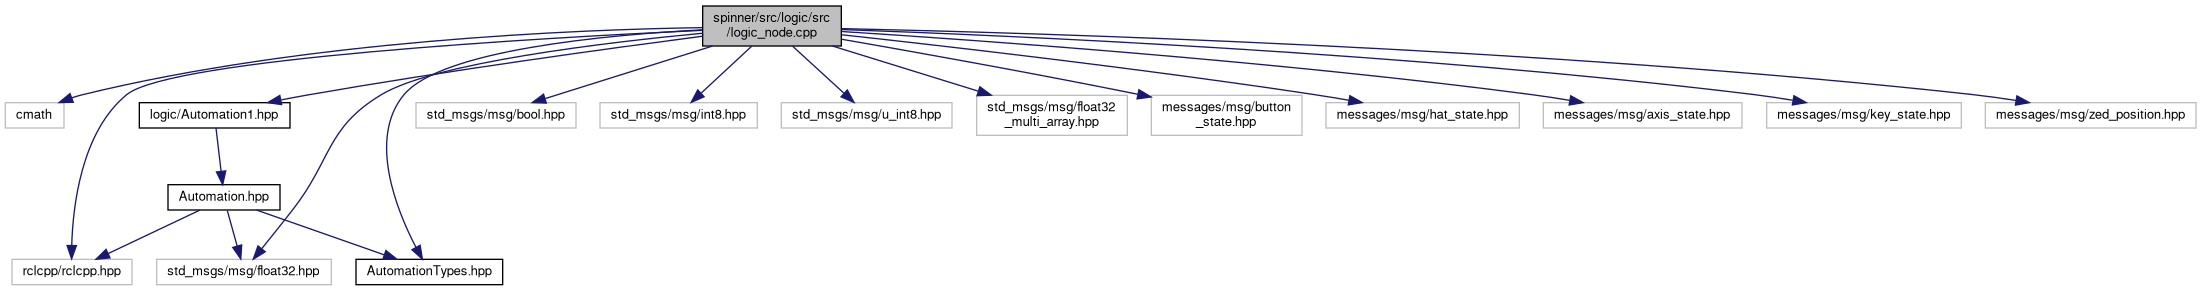 spinner/src/logic/src
/logic_node.cpp
cmath
logic/Automation1.hpp
std_msgs/msg/bool.hpp
std_msgs/msg/int8.hpp
std_msgs/msg/u_int8.hpp
std_msgs/msg/float32
_multi_array.hpp
messages/msg/button
_state.hpp
messages/msg/hat_state.hpp
messages/msg/axis_state.hpp
messages/msg/key_state.hpp
messages/msg/zed_position.hpp
Automation.hpp
rclcpp/rclcpp.hpp
std_msgs/msg/float32.hpp
AutomationTypes.hpp